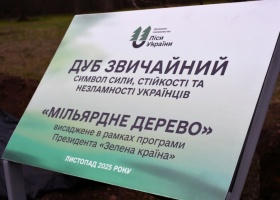 Ліси
України
ДУБ ЗВИЧАЙНИЙ
СИМВОЛ СИЛИ, СТІЙКОСТІ ТА
НЕЗЛАМНОСТІ УКРАЇНЦІВ
«МІЛЬЯРДНЕ ДЕРЕВО»
висаджене в рамках програми
Президента «Зелена країна»
ЛИСТОПАД 2025 РОКУ